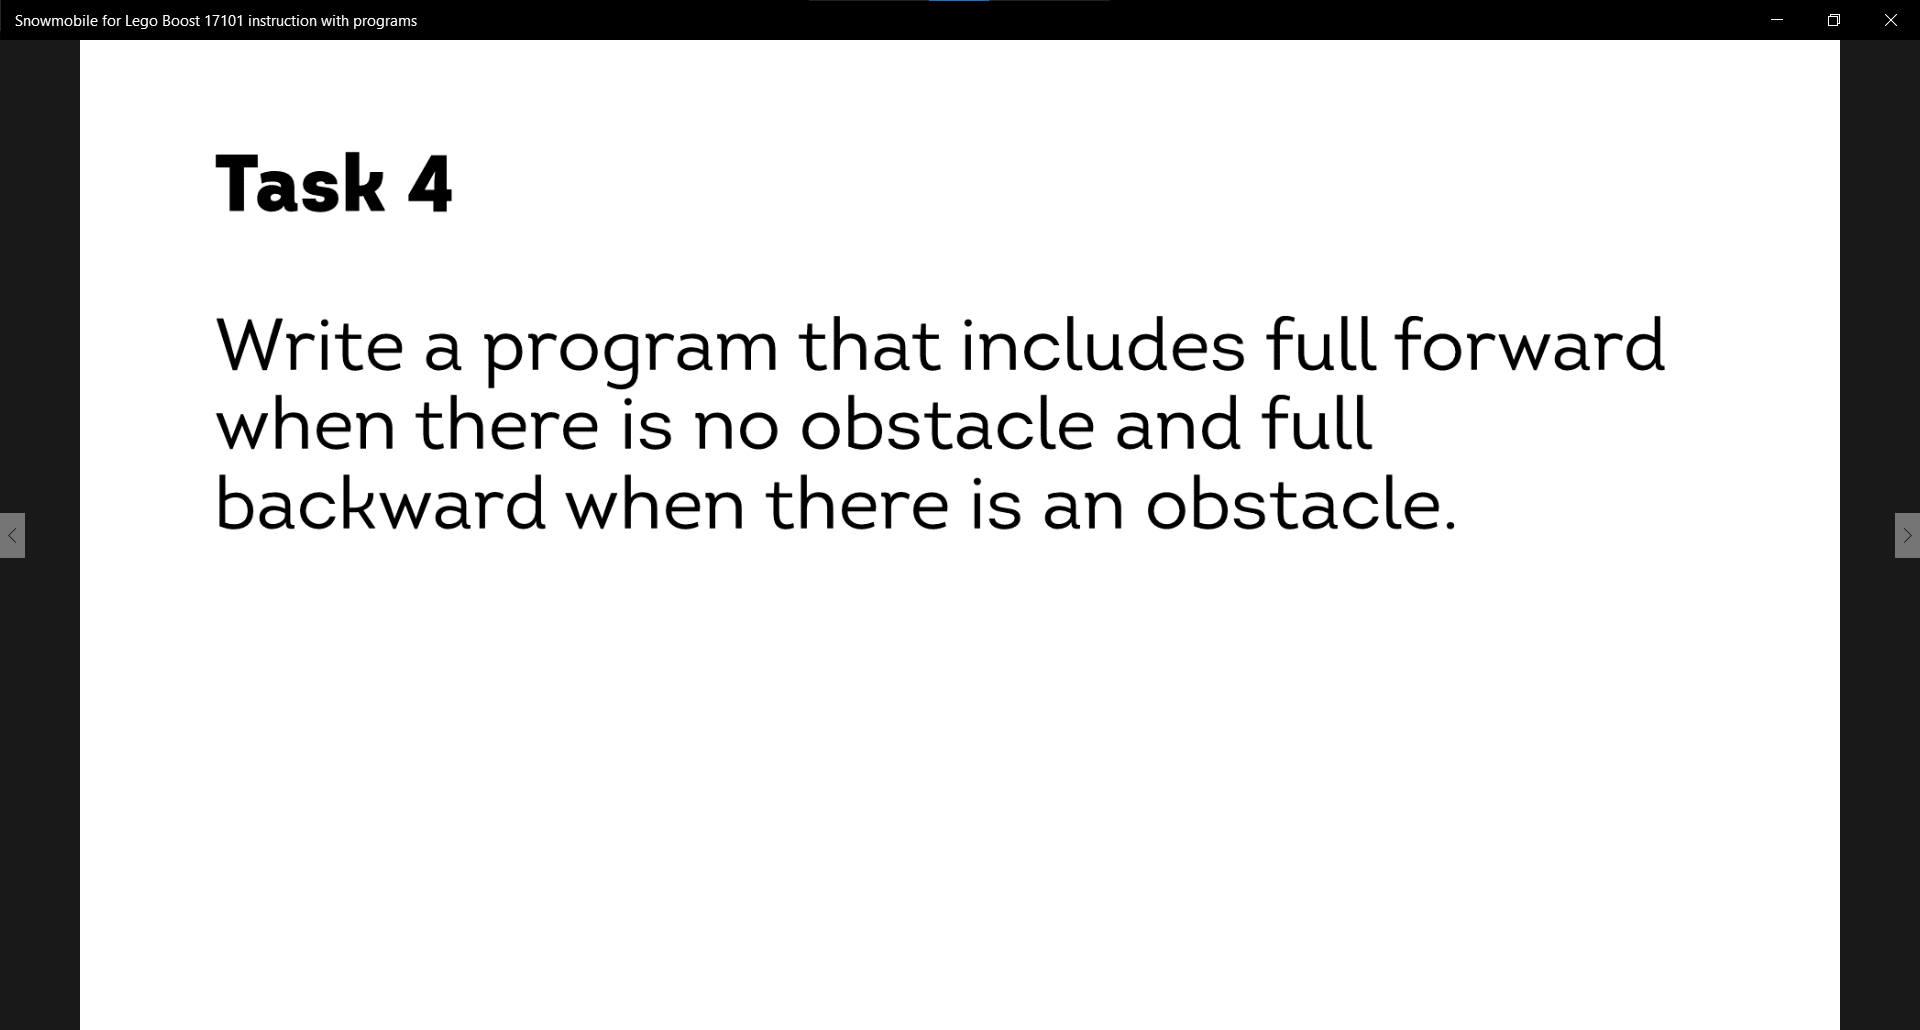 Snowmobile for Lego Boost 17101 instruction with programs
Task 4
Write a program that includes full forward
when there is no obstacle and full
backward when there is an obstacle.